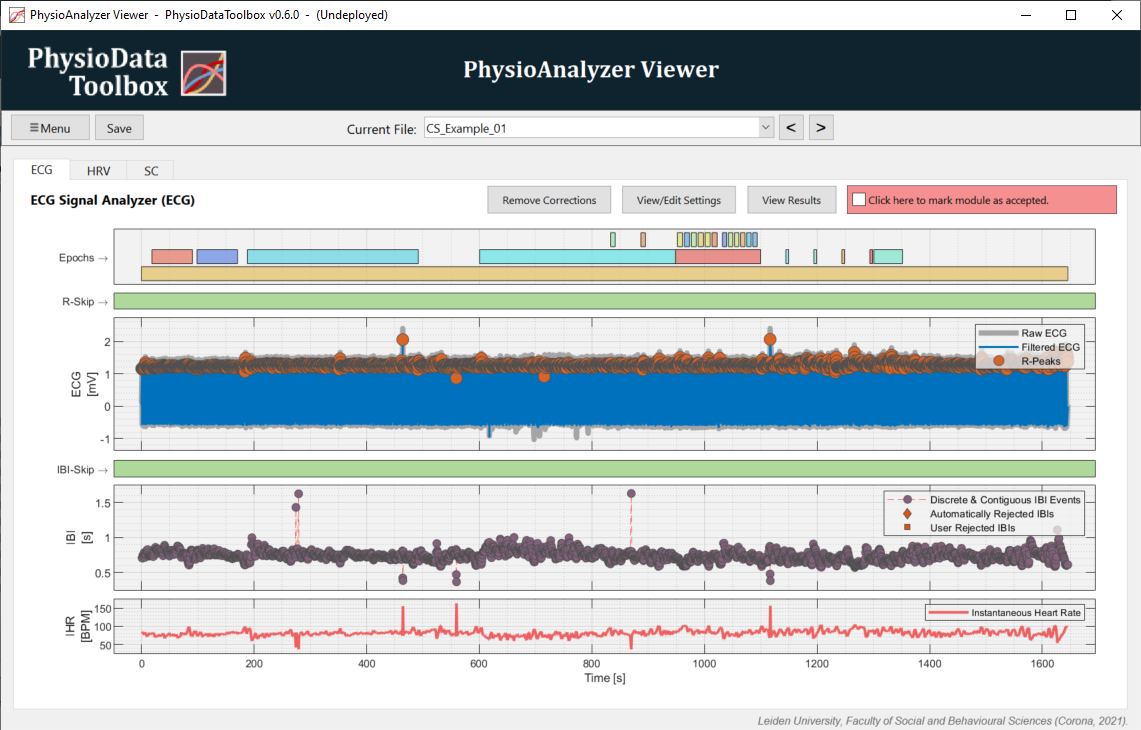 PhysioAnalyzer Viewer - PhysioDataToolbox v0.6.0 - (Undeployed)
PhysioData
Toolbox
PhysioAnalyzer Viewer
≡Menu
Save
Current File:
CS_Example_01
<
>
ECG
HRV
SC
ECG Signal Analyzer (ECG)
Remove Corrections
View/Edit Settings
View Results
Click here to mark module as accepted.
Epochs →
R-Skip →
ECG
[mV]
2
1
0
-1
Raw ECG
Filtered ECG
R-Peaks
IBI-Skip →
IBI
[s]
1.5
1
0.5
Discrete & Contiguous IBI Events
Automatically Rejected IBIs
User Rejected IBIs
IHR
[BPM]
150
100
50
Instantaneous Heart Rate
0 200 400 600 800 1000 1200 1400 1600
Time [s]
Leiden University, Faculty of Social and Behavioural Sciences (Corona, 2021).